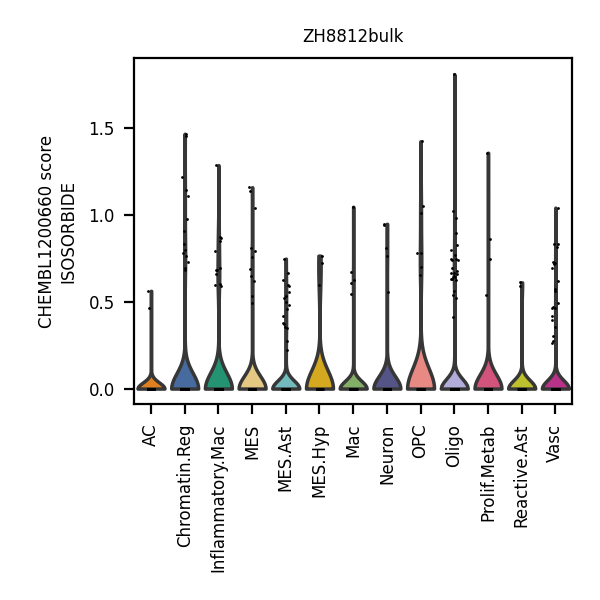 ZH8812bulk
CHEMBL1200660 score
ISOSORBIDE
1.5
1.0
0.5
0.0
AC
Chromatin.Reg
Inflammatory.Mac
MES
MES.Ast
MES.Hyp
Mac
Neuron
OPC
Oligo
Prolif.Metab
Reactive.Ast
Vasc